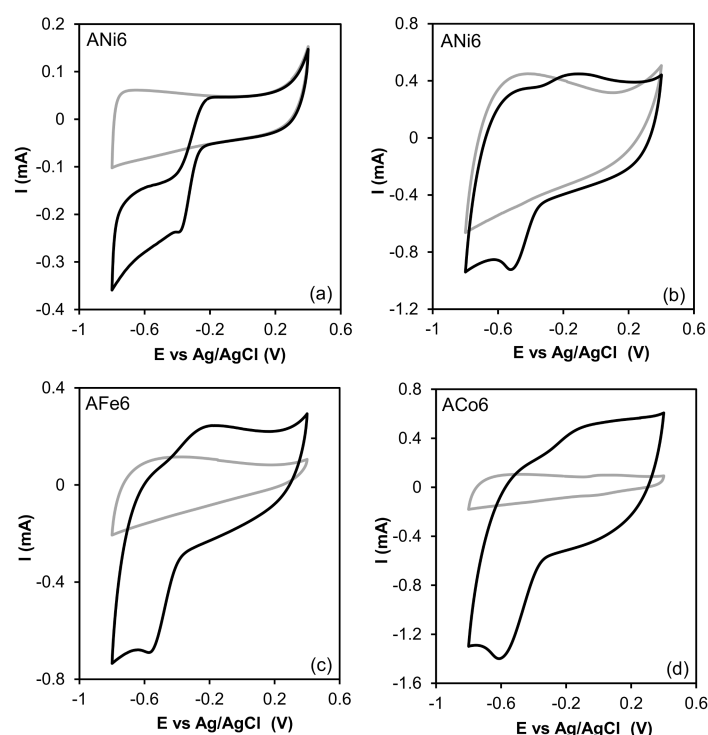 ANi6
0.2
0.1
0
-0.1
-0.2
-0.3
-0.4
I (mA)
-1 -0.6 -0.2 0.2 0.6
E vs Ag/AgCl (V)
(a)
ANi6
0.8
0.4
0
-0.4
-0.8
-1.2
I (mA)
-1 -0.6 -0.2 0.2 0.6
E vs Ag/AgCl (V)
(b)
AFe6
0.4
0
-0.4
-0.8
I (mA)
-1 -0.6 -0.2 0.2 0.6
E vs Ag/AgCl (V)
(c)
ACo6
0.8
0.4
0
-0.4
-0.8
-1.2
-1.6
I (mA)
-1 -0.6 -0.2 0.2 0.6
E vs Ag/AgCl (V)
(d)